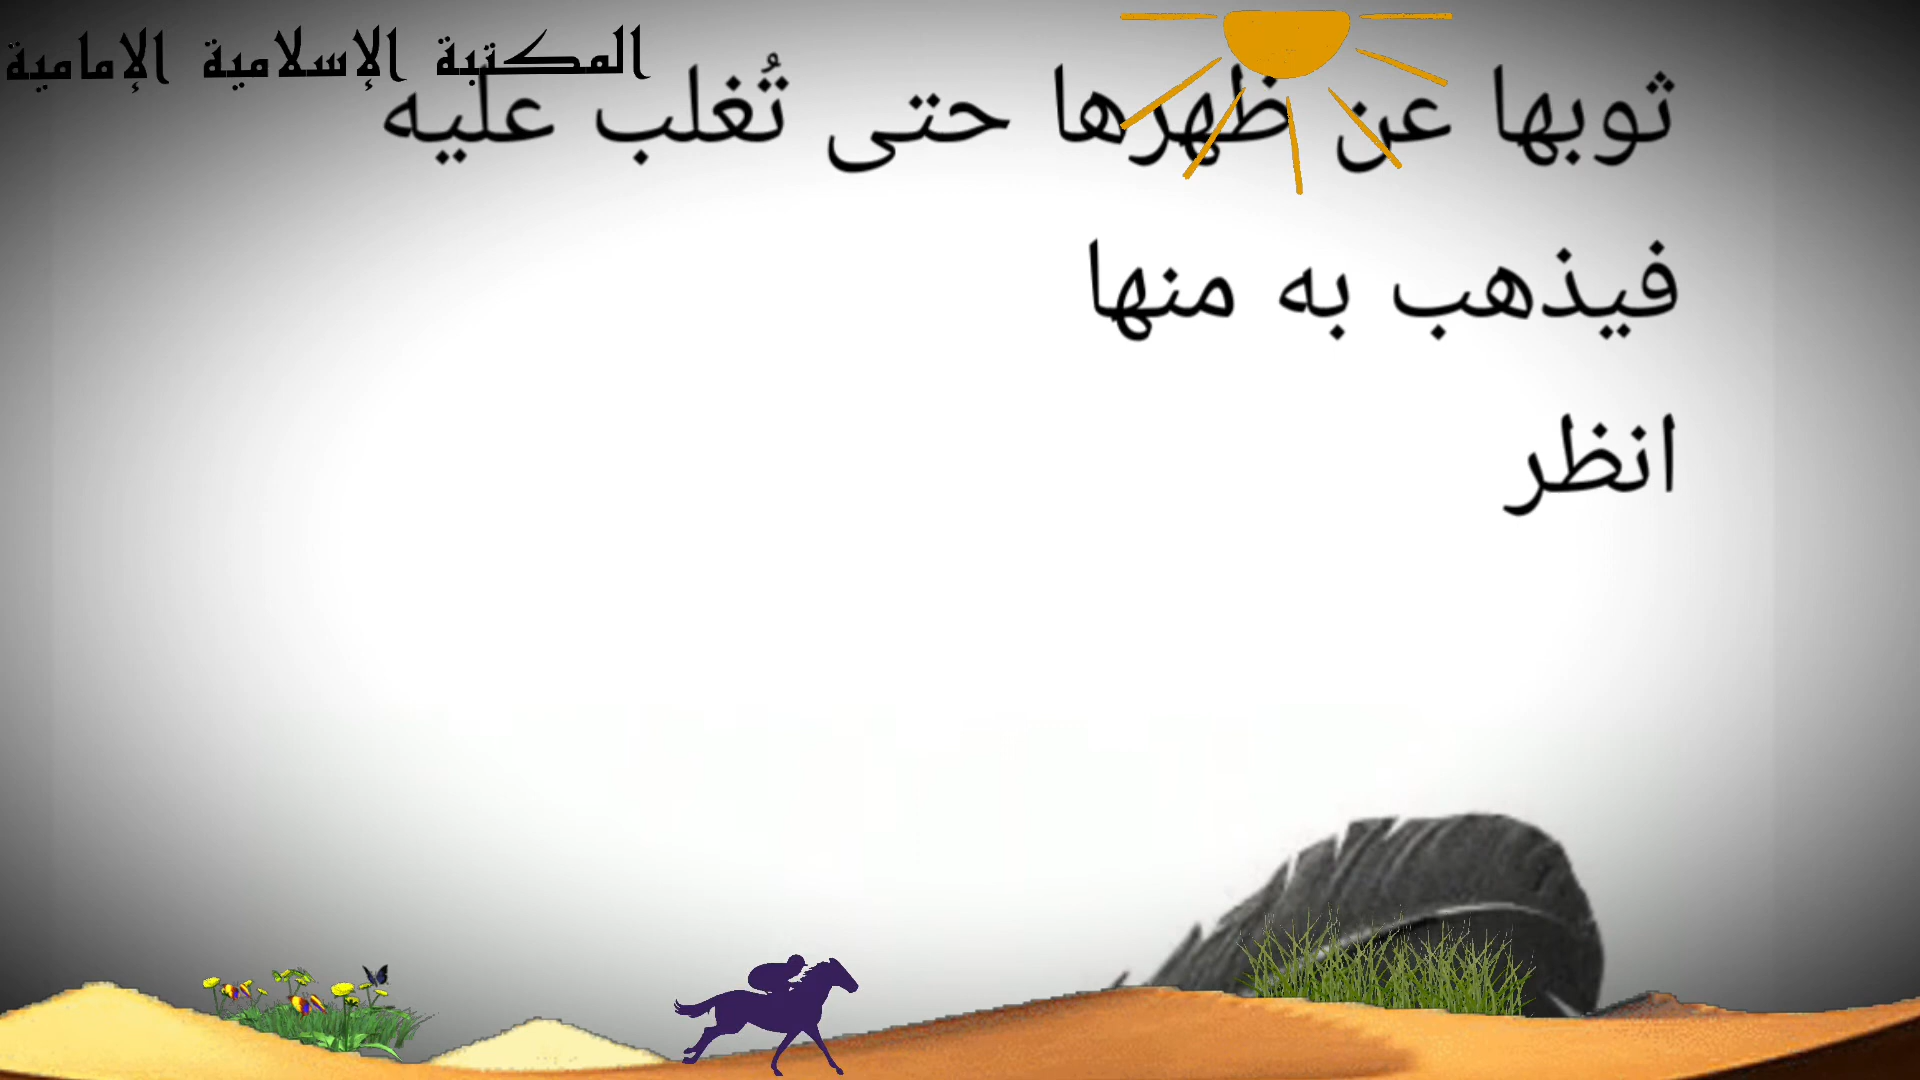 المكتبة الإسلامية الإمامية
ثوبها عن ظهرها حتى تُغلب عليه
فيذهب به منها
انظر